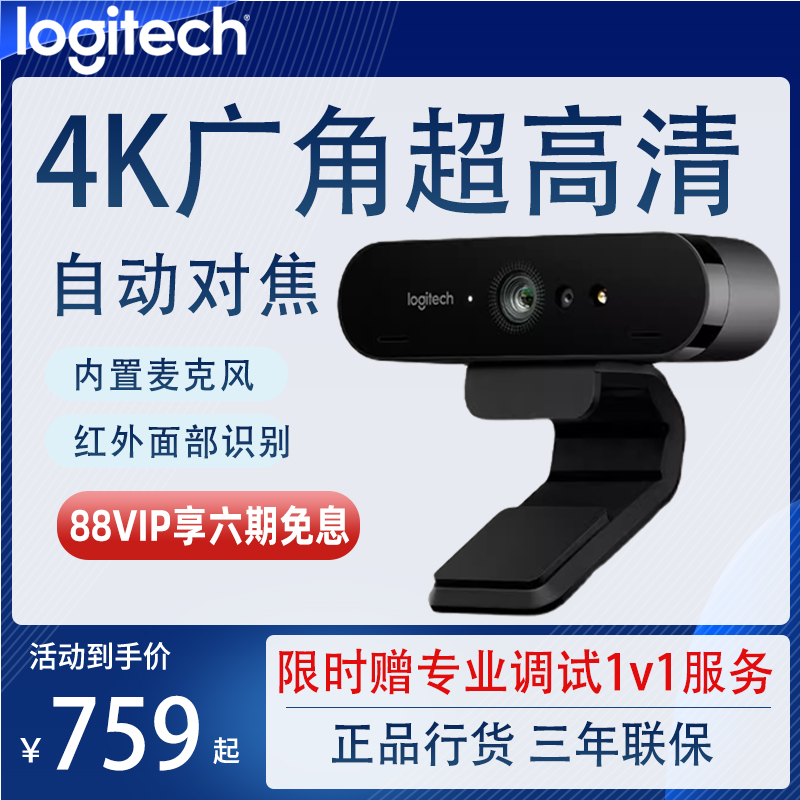 logitech
4K广角超高清
自动对焦
logitech
内置麦克风
红外面部识别
88VIP享六期免息
活动到手价
¥759起
限时赠专业调试1v1服务
正品行货 三年联保